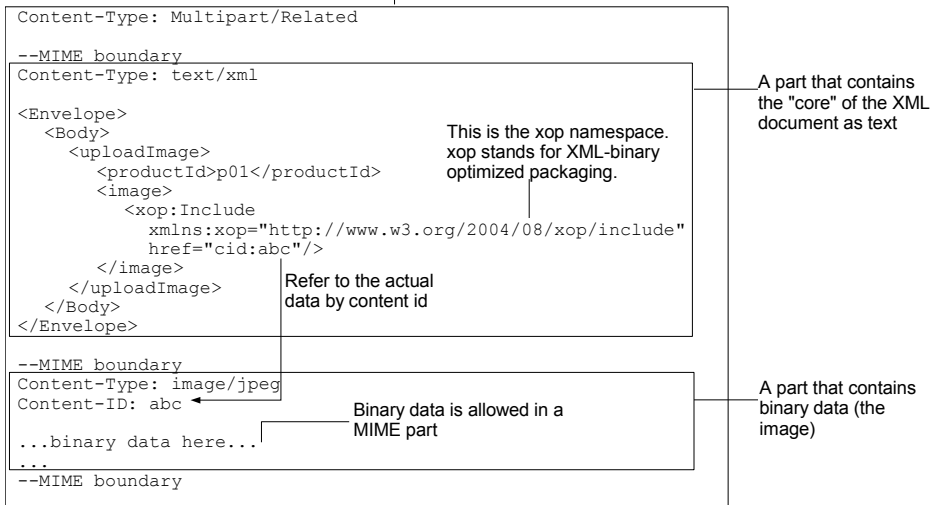 Content-Type: Multipart/Related
--MIME boundary
Content-Type: text/xml
<Envelope>
<Body>
<uploadImage>
<productId>p01</productId>
<image>
<xop:Include
xmlns:xop="http://www.w3.org/2004/08/xop/include"
href="cid:abc"/>
</image>
</uploadImage>
</Body>
</Envelope>
This is the xop namespace.
xop stands for XML-binary
optimized packaging.
A part that contains
the "core" of the XML
document as text
Refer to the actual
data by content id
--MIME boundary
Content-Type: image/jpeg
Content-ID: abc
...binary data here...
...
Binary data is allowed in a
MIME part
A part that contains
binary data (the
image)
--MIME boundary